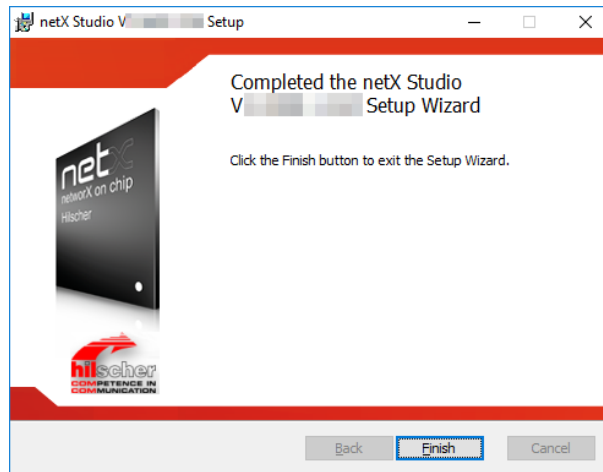 netX Studio V Setup
Completed the netX Studio
V Setup Wizard
Click the Finish button to exit the Setup Wizard.
netX
networX on chip
Hilscher
hilscher
COMPETENCE IN
COMMUNICATION
Back Finish Cancel